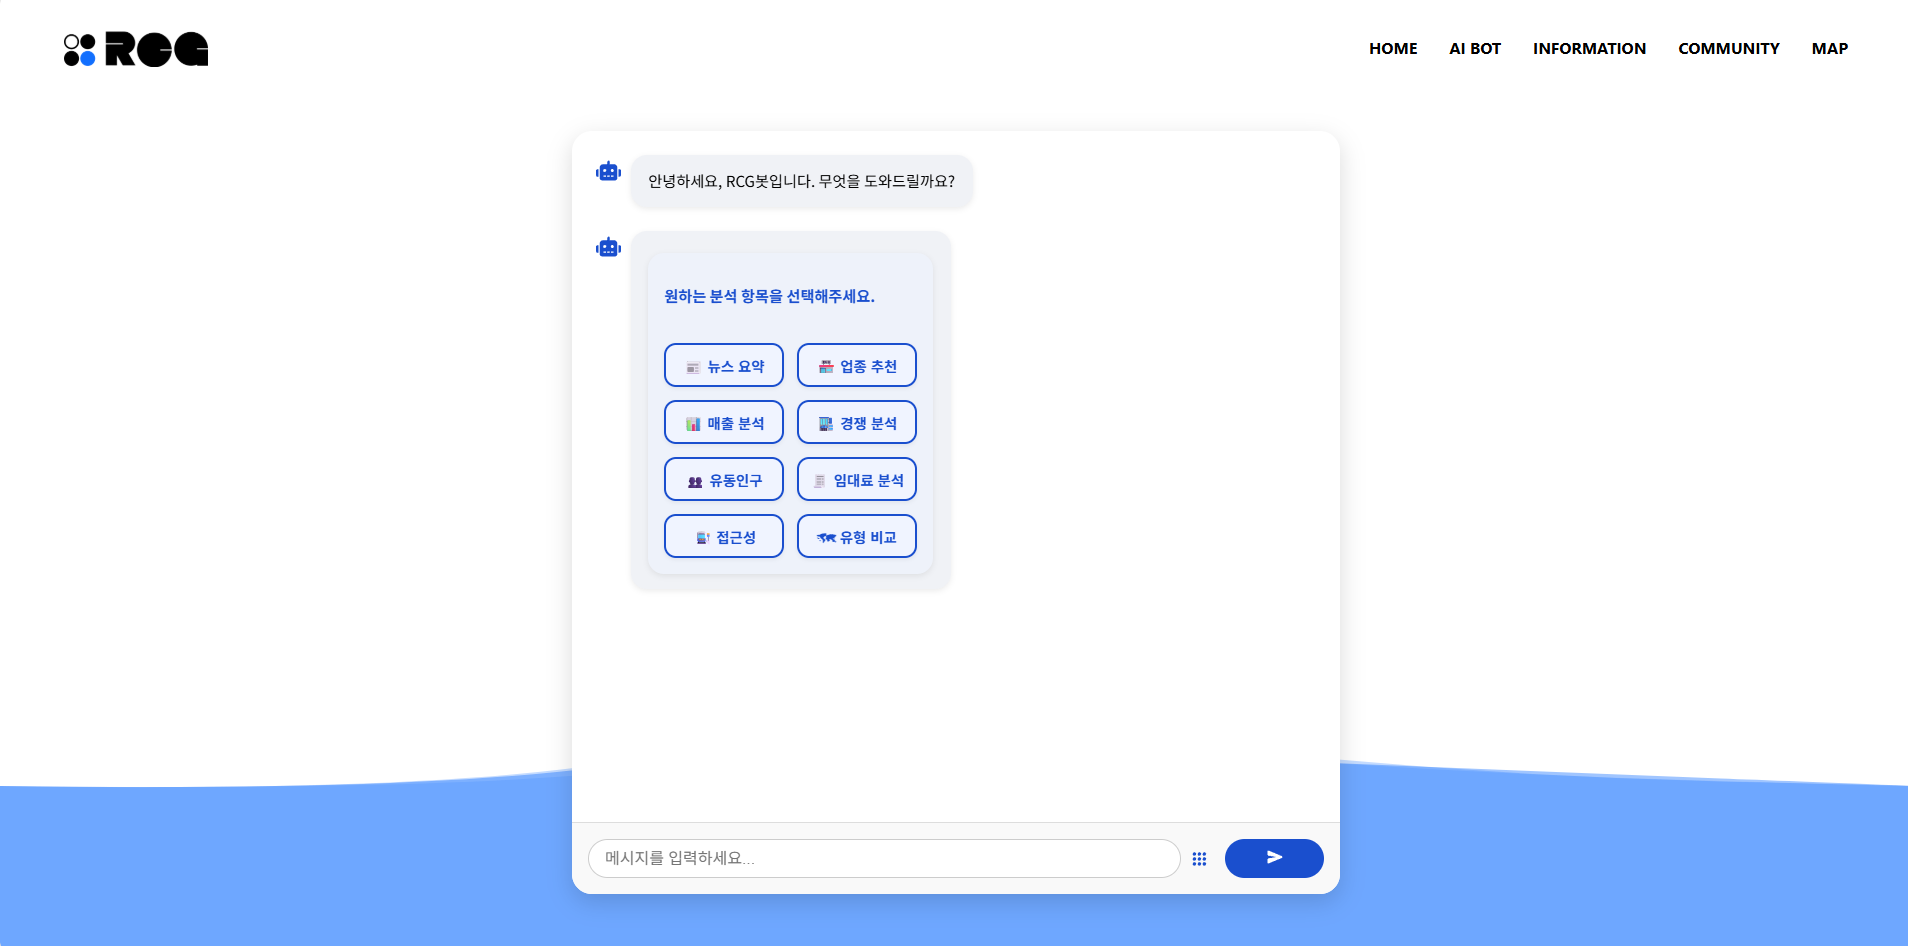 RCG
HOME AI BOT INFORMATION COMMUNITY MAP
안녕하세요, RCG봇입니다. 무엇을 도와드릴까요?
원하는 분석 항목을 선택해주세요.
뉴스 요약 업종 추천
매출 분석 경쟁 분석
유동인구 임대료 분석
접근성 유형 비교
메시지를 입력하세요...